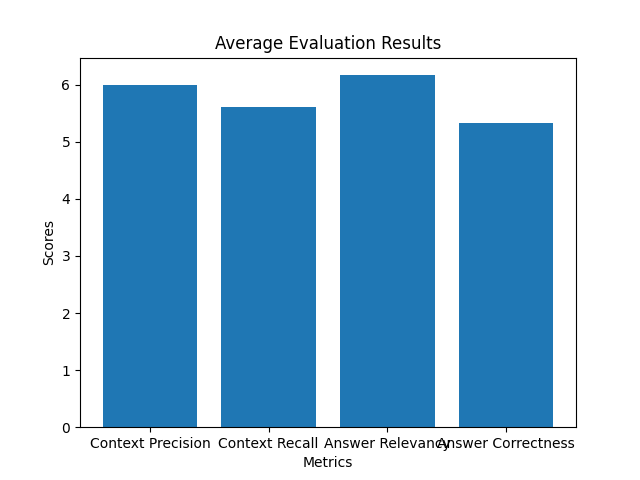 Average Evaluation Results
6
5
4
3
2
1
0
Scores
Context Precision
Context Recall
Answer Relevancy
Answer Correctness
Metrics